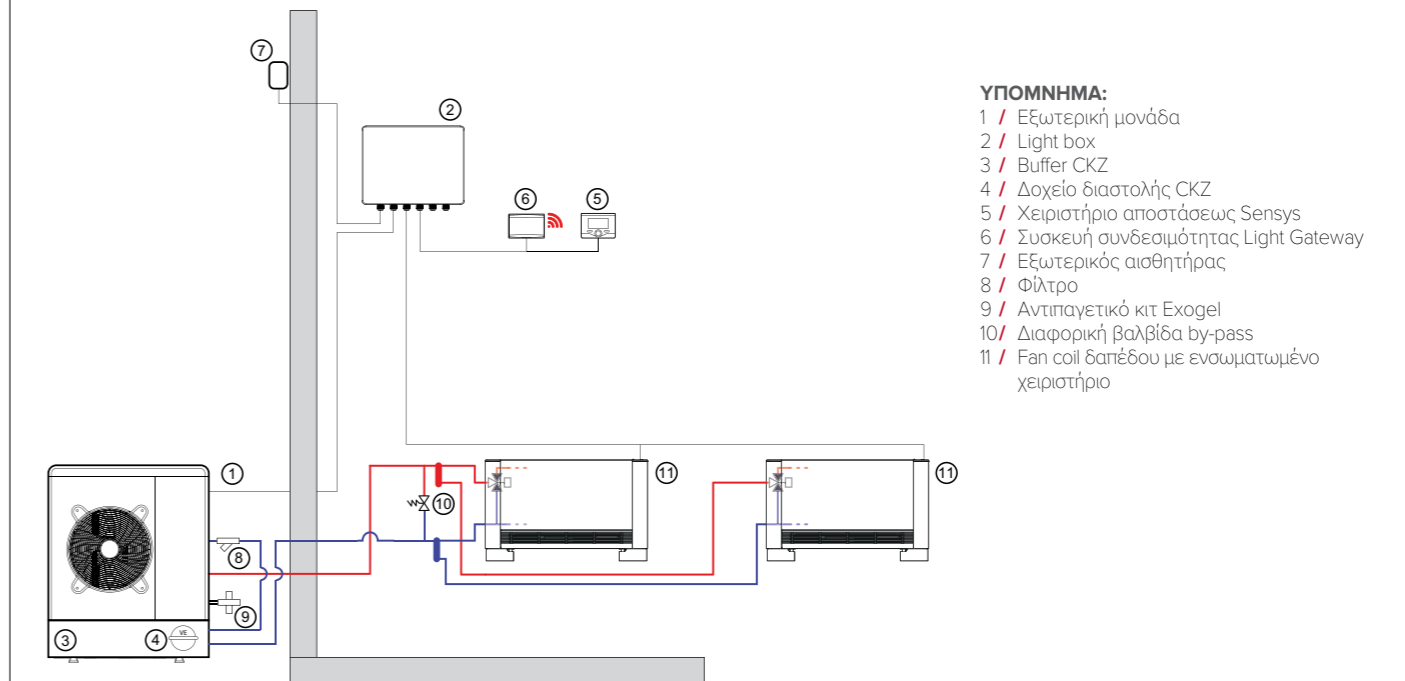 7
2
6
5
ΥΠΟΜΝΗΜΑ:
1 / Εξωτερική μονάδα
2 / Light box
3 / Buffer CKZ
4 / Δοχείο διαστολής CKZ
5 / Χειριστήριο αποστάσεως Sensys
6 / Συσκευή συνδεσιμότητας Light Gateway
7 / Εξωτερικός αισθητήρας
8 / Φίλτρο
9 / Αντιπαγετικό κιτ Exogel
10/ Διαφορική βαλβίδα by-pass
11 / Fan coil δαπέδου με ενσωματωμένο
χειριστήριο
1
11
11
10
8
9
3
4
VE